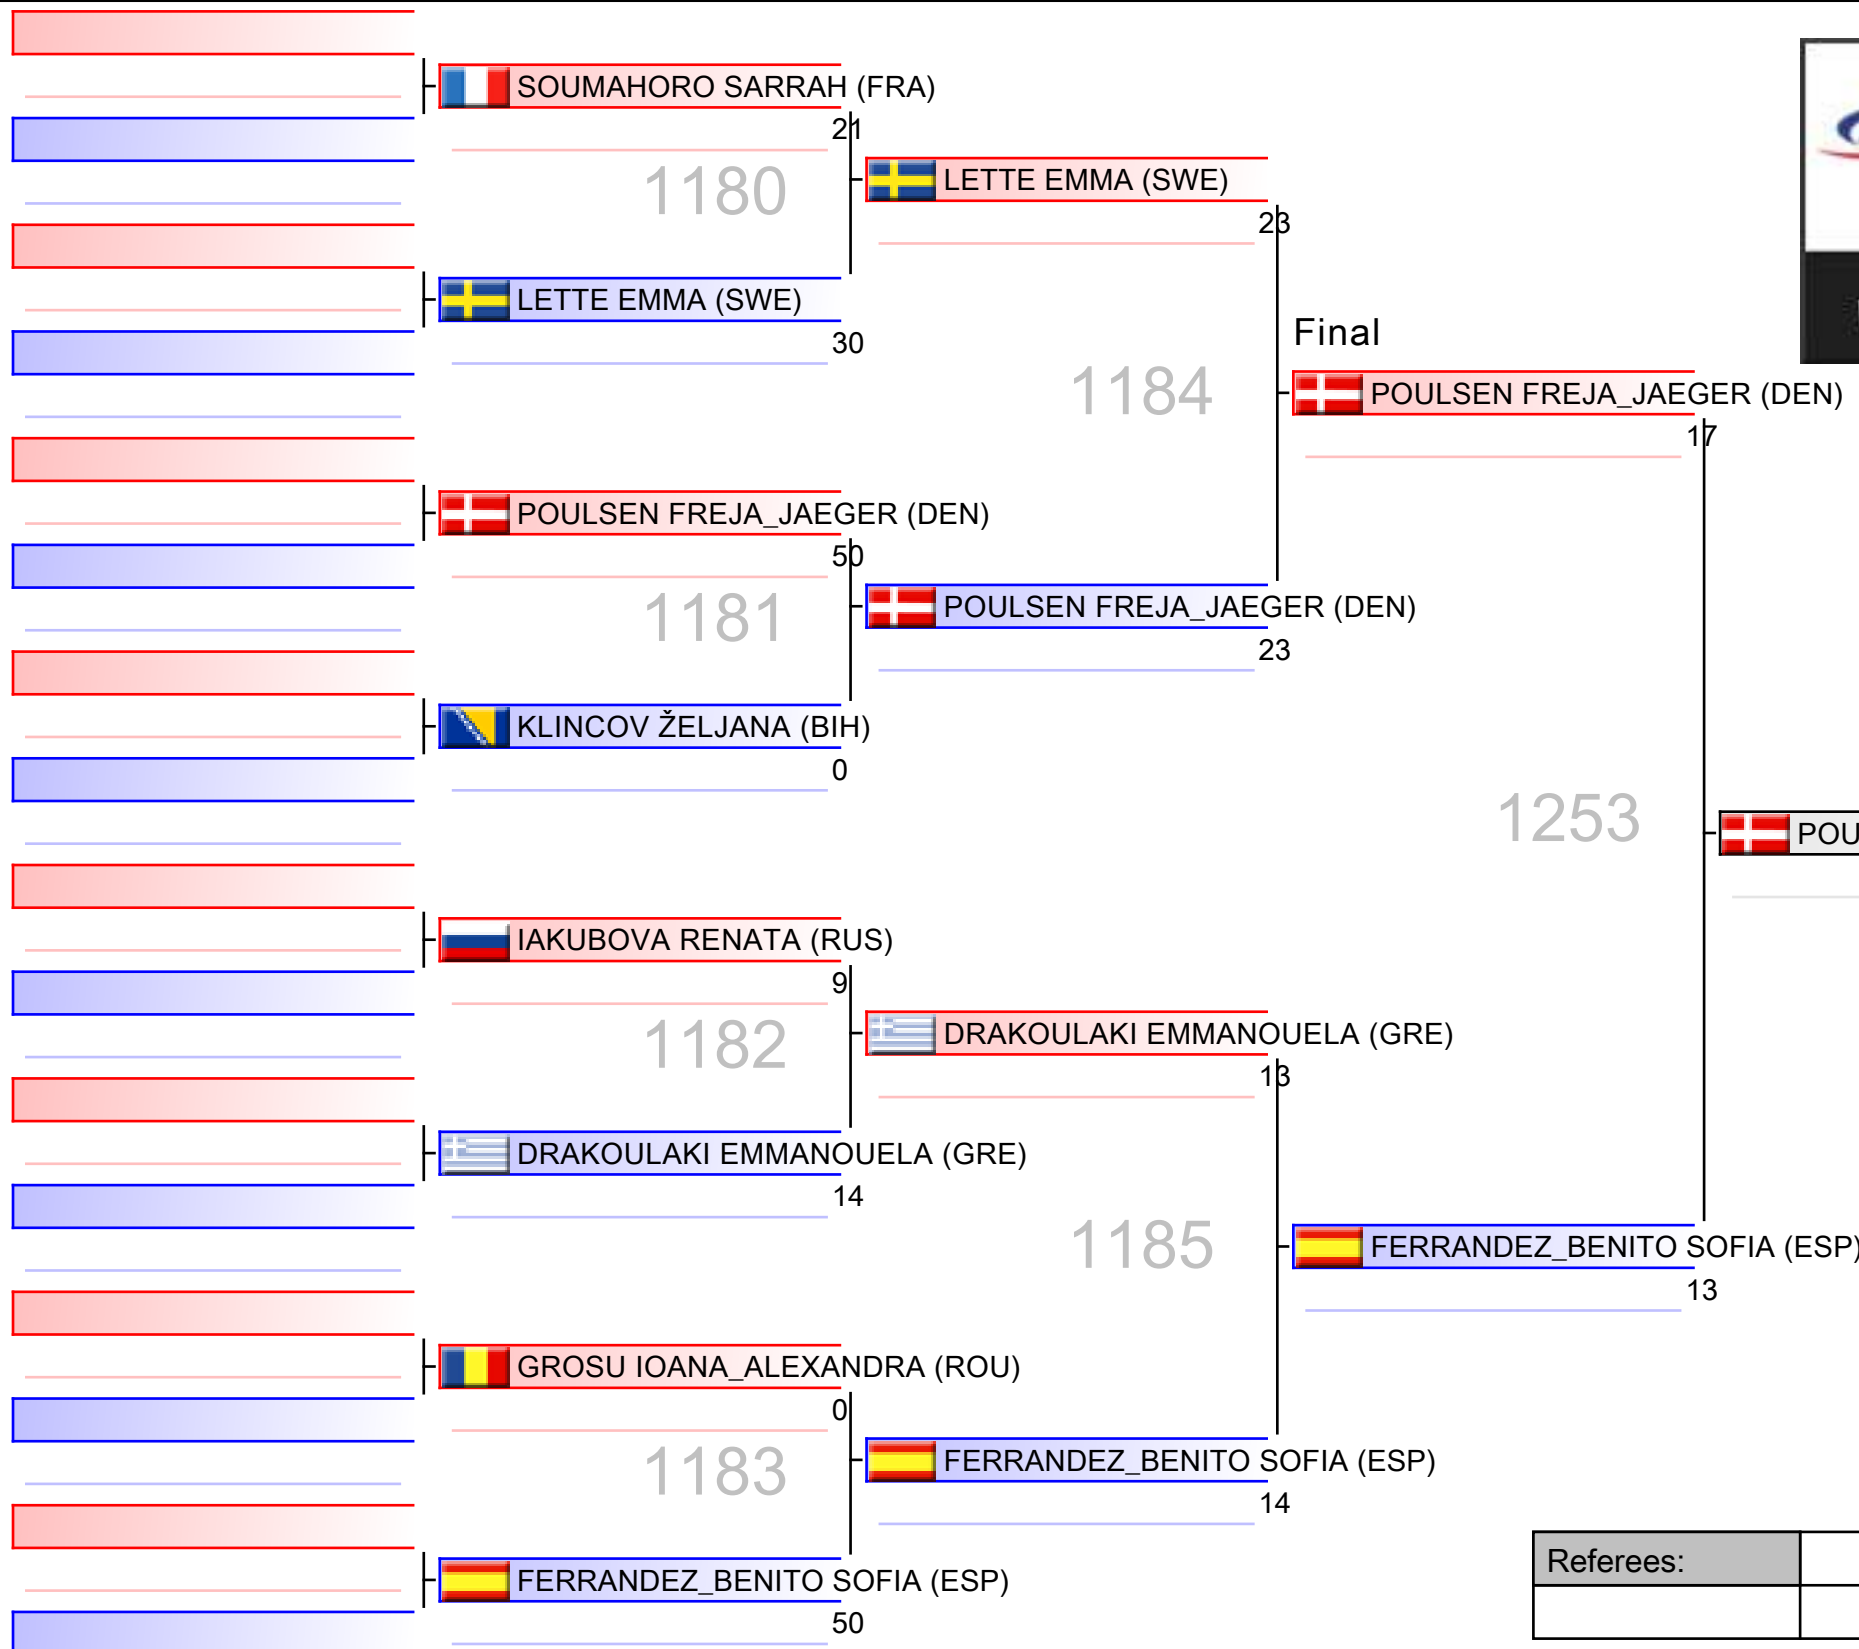 SOUMAHORO SARRAH (FRA)
21
1180
LETTE EMMA (SWE)
30
POULSEN FREJA_JAEGER (DEN)
50
1181
KLINCOV ŽELJANA (BIH)
0
IAKUBOVA RENATA (RUS)
9
1182
DRAKOULAKI EMMANOUELA (GRE)
14
GROSU IOANA_ALEXANDRA (ROU)
0
1183
FERRANDEZ_BENITO SOFIA (ESP)
50
LETTE EMMA (SWE)
23
1184
POULSEN FREJA_JAEGER (DEN)
23
DRAKOULAKI EMMANOUELA (GRE)
13
1185
FERRANDEZ_BENITO SOFIA (ESP)
14
Final
POULSEN FREJA_JAEGER (DEN)
17
1253
FERRANDEZ_BENITO SOFIA (ESP)
13
POU
Referees: